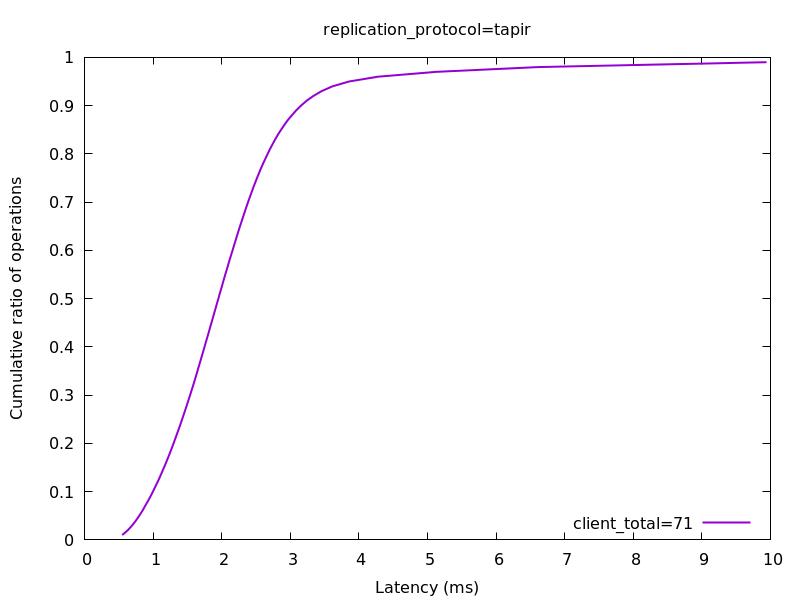 replication_protocol=tapir
1
0.9
0.8
0.7
0.6
0.5
0.4
0.3
0.2
0.1
0
Cumulative ratio of operations
client_total=71
0 1 2 3 4 5 6 7 8 9 10
Latency (ms)